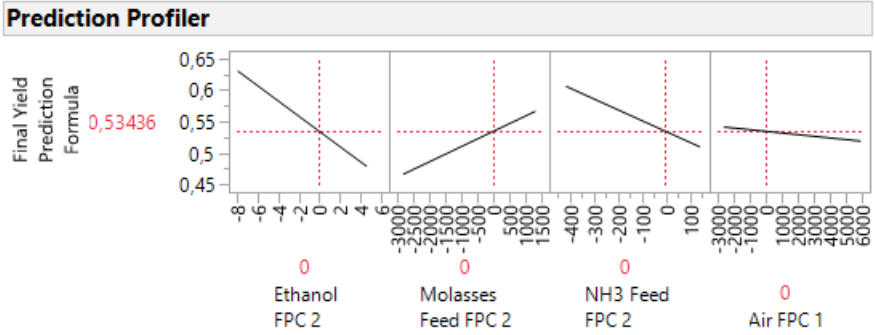 Prediction Profiler
Final Yield
Prediction
Formula
0,53436
0,65
0,6
0,55
0,5
0,45
-8 -6 -4 -2 0 2 4 6
-3000 -2500 -2000 -1500 -1000 -500 0 500 1000 1500
-400 -300 -200 -100 0 100
-3000 -2000 -1000 0 1000 2000 3000 4000 5000 6000
0
Ethanol
FPC 2
0
Molasses
Feed FPC 2
0
NH3 Feed
FPC 2
0
Air FPC 1